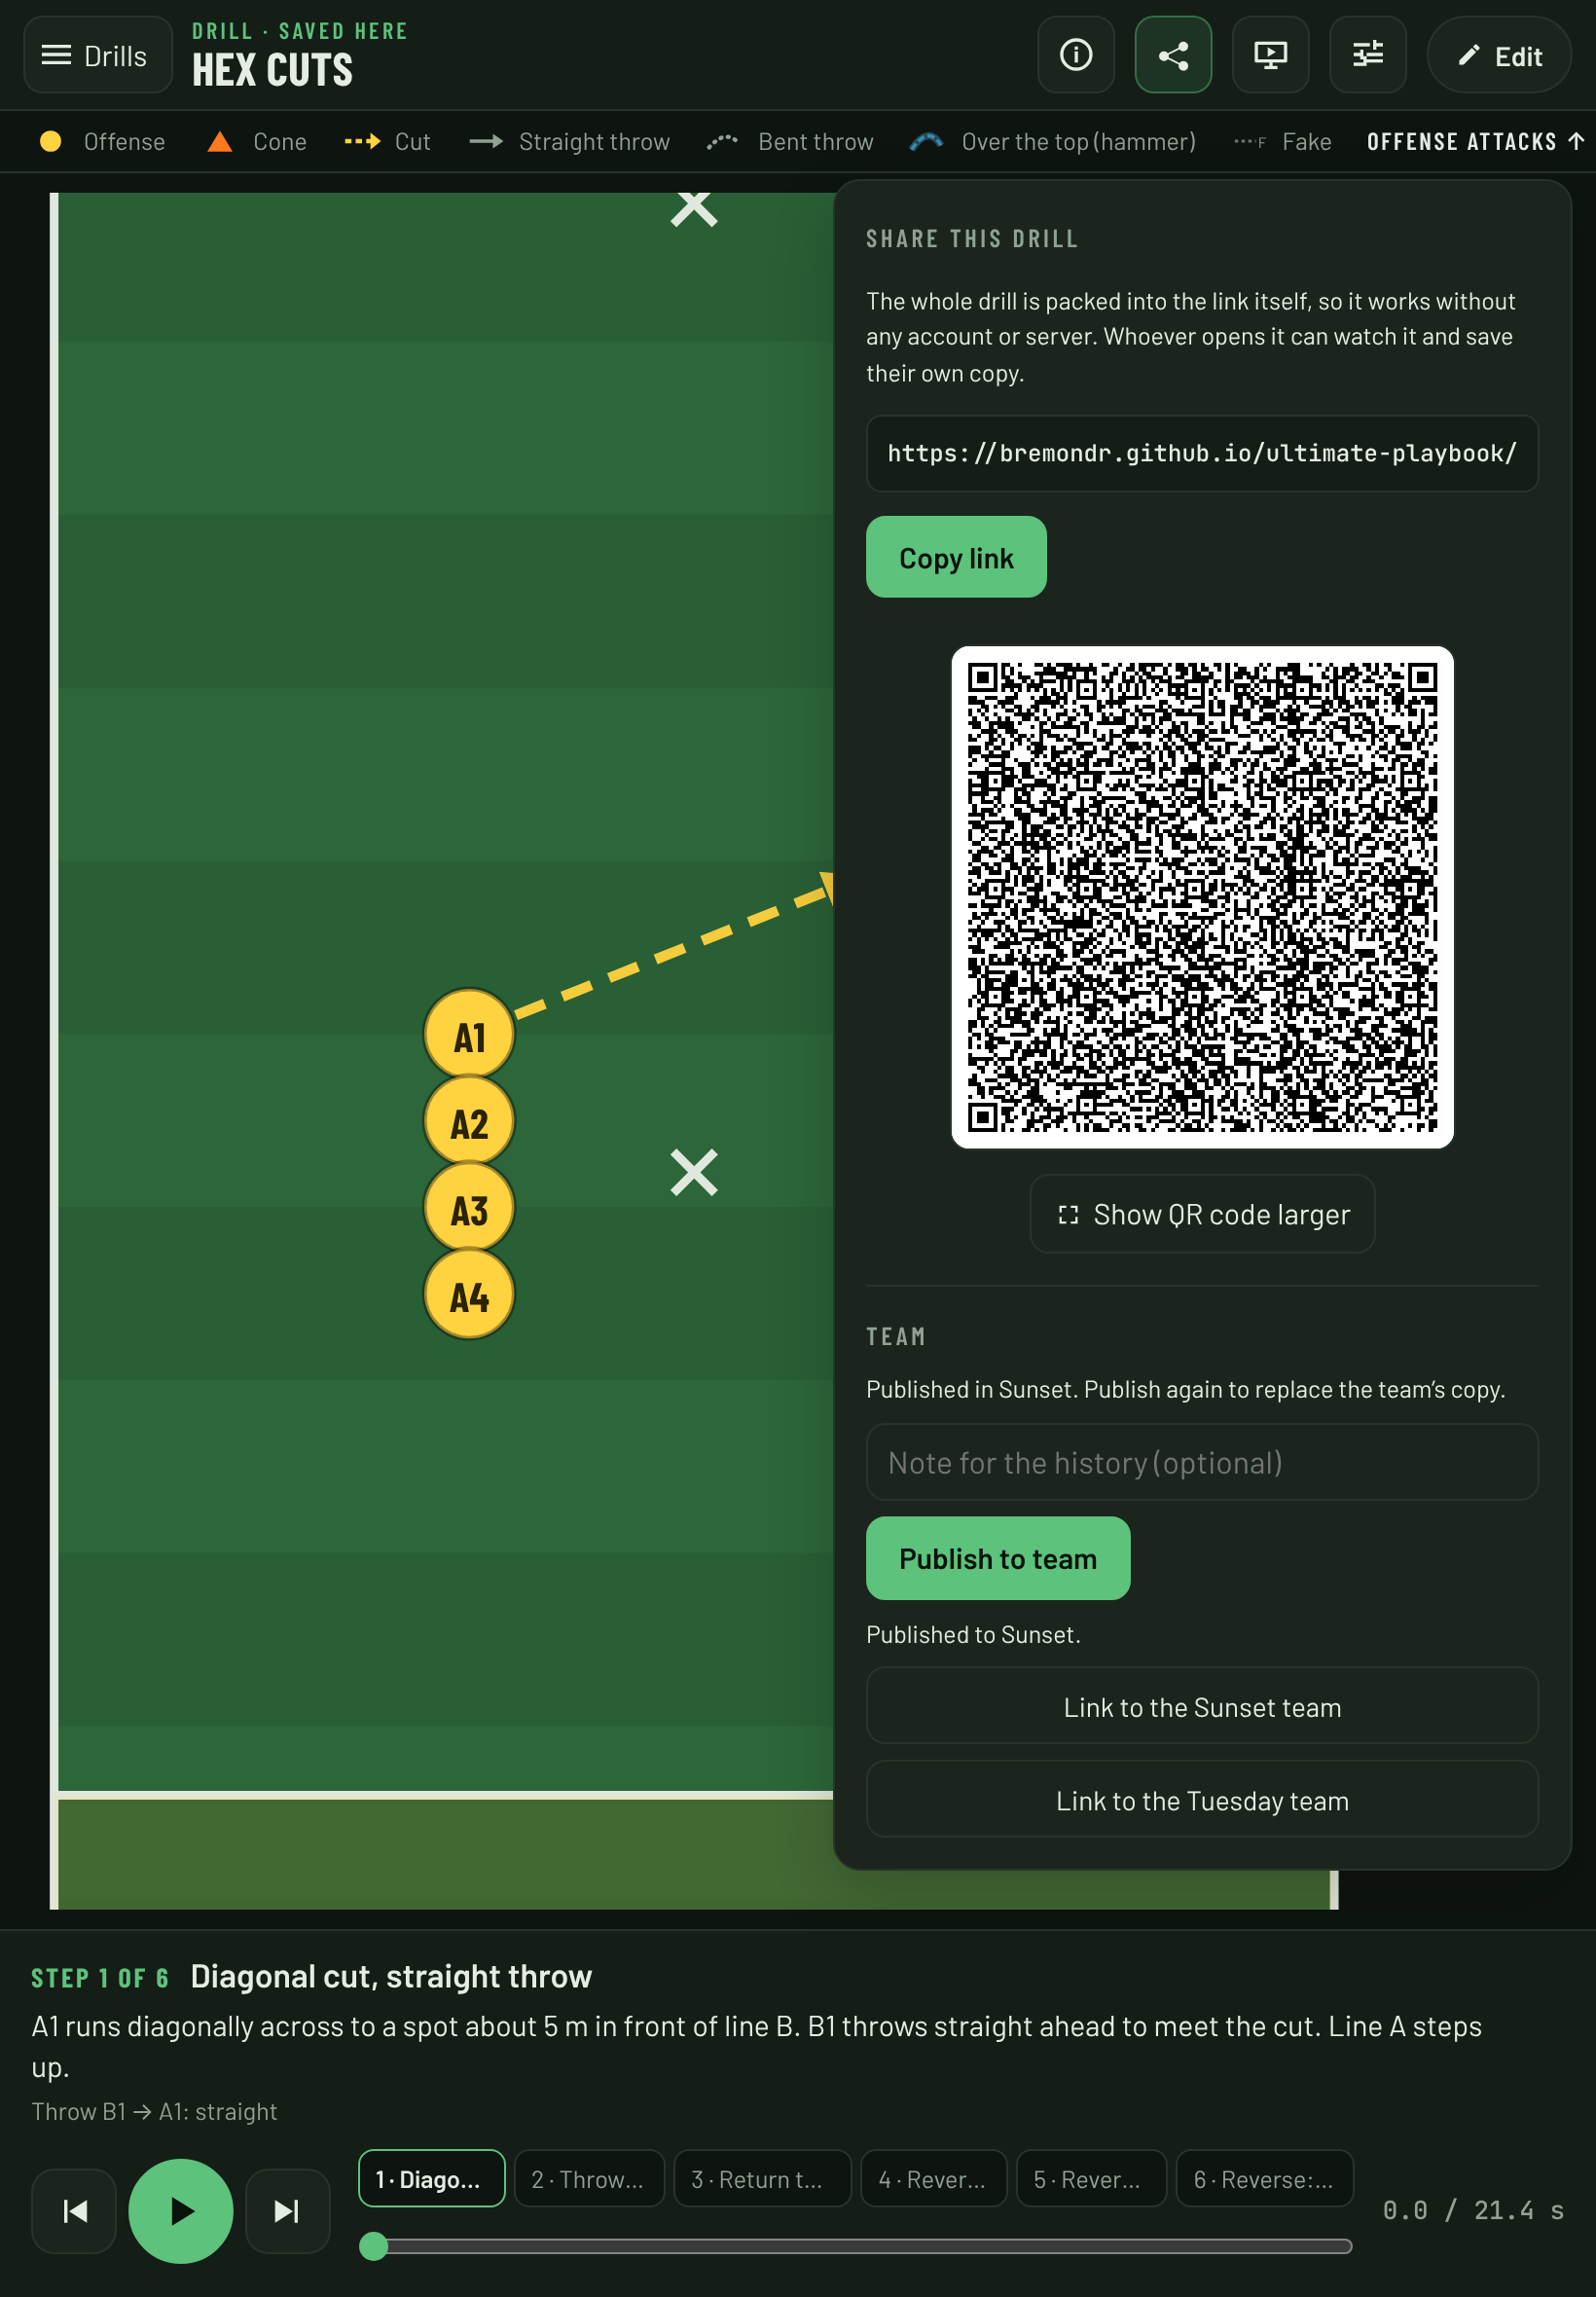 Drills
DRILL · SAVED HERE
HEX CUTS
Edit
Offense
Cone
Cut
Straight throw
Bent throw
Over the top (hammer)
F
Fake
OFFENSE ATTACKS ↑
SHARE THIS DRILL
The whole drill is packed into the link itself, so it works without
any account or server. Whoever opens it can watch it and save
their own copy.
https://bremondr.github.io/ultimate-playbook/
Copy link
A1
A2
A3
A4
Show QR code larger
TEAM
Published in Sunset. Publish again to replace the team’s copy.
Note for the history (optional)
Publish to team
Published to Sunset.
Link to the Sunset team
Link to the Tuesday team
STEP 1 OF 6 Diagonal cut, straight throw
A1 runs diagonally across to a spot about 5 m in front of line B. B1 throws straight ahead to meet the cut. Line A steps
up.
Throw B1 → A1: straight
1 · Diago...
2 · Throw...
3 · Return t...
4 · Rever...
5 · Rever...
6 · Reverse:...
0.0 / 21.4 s